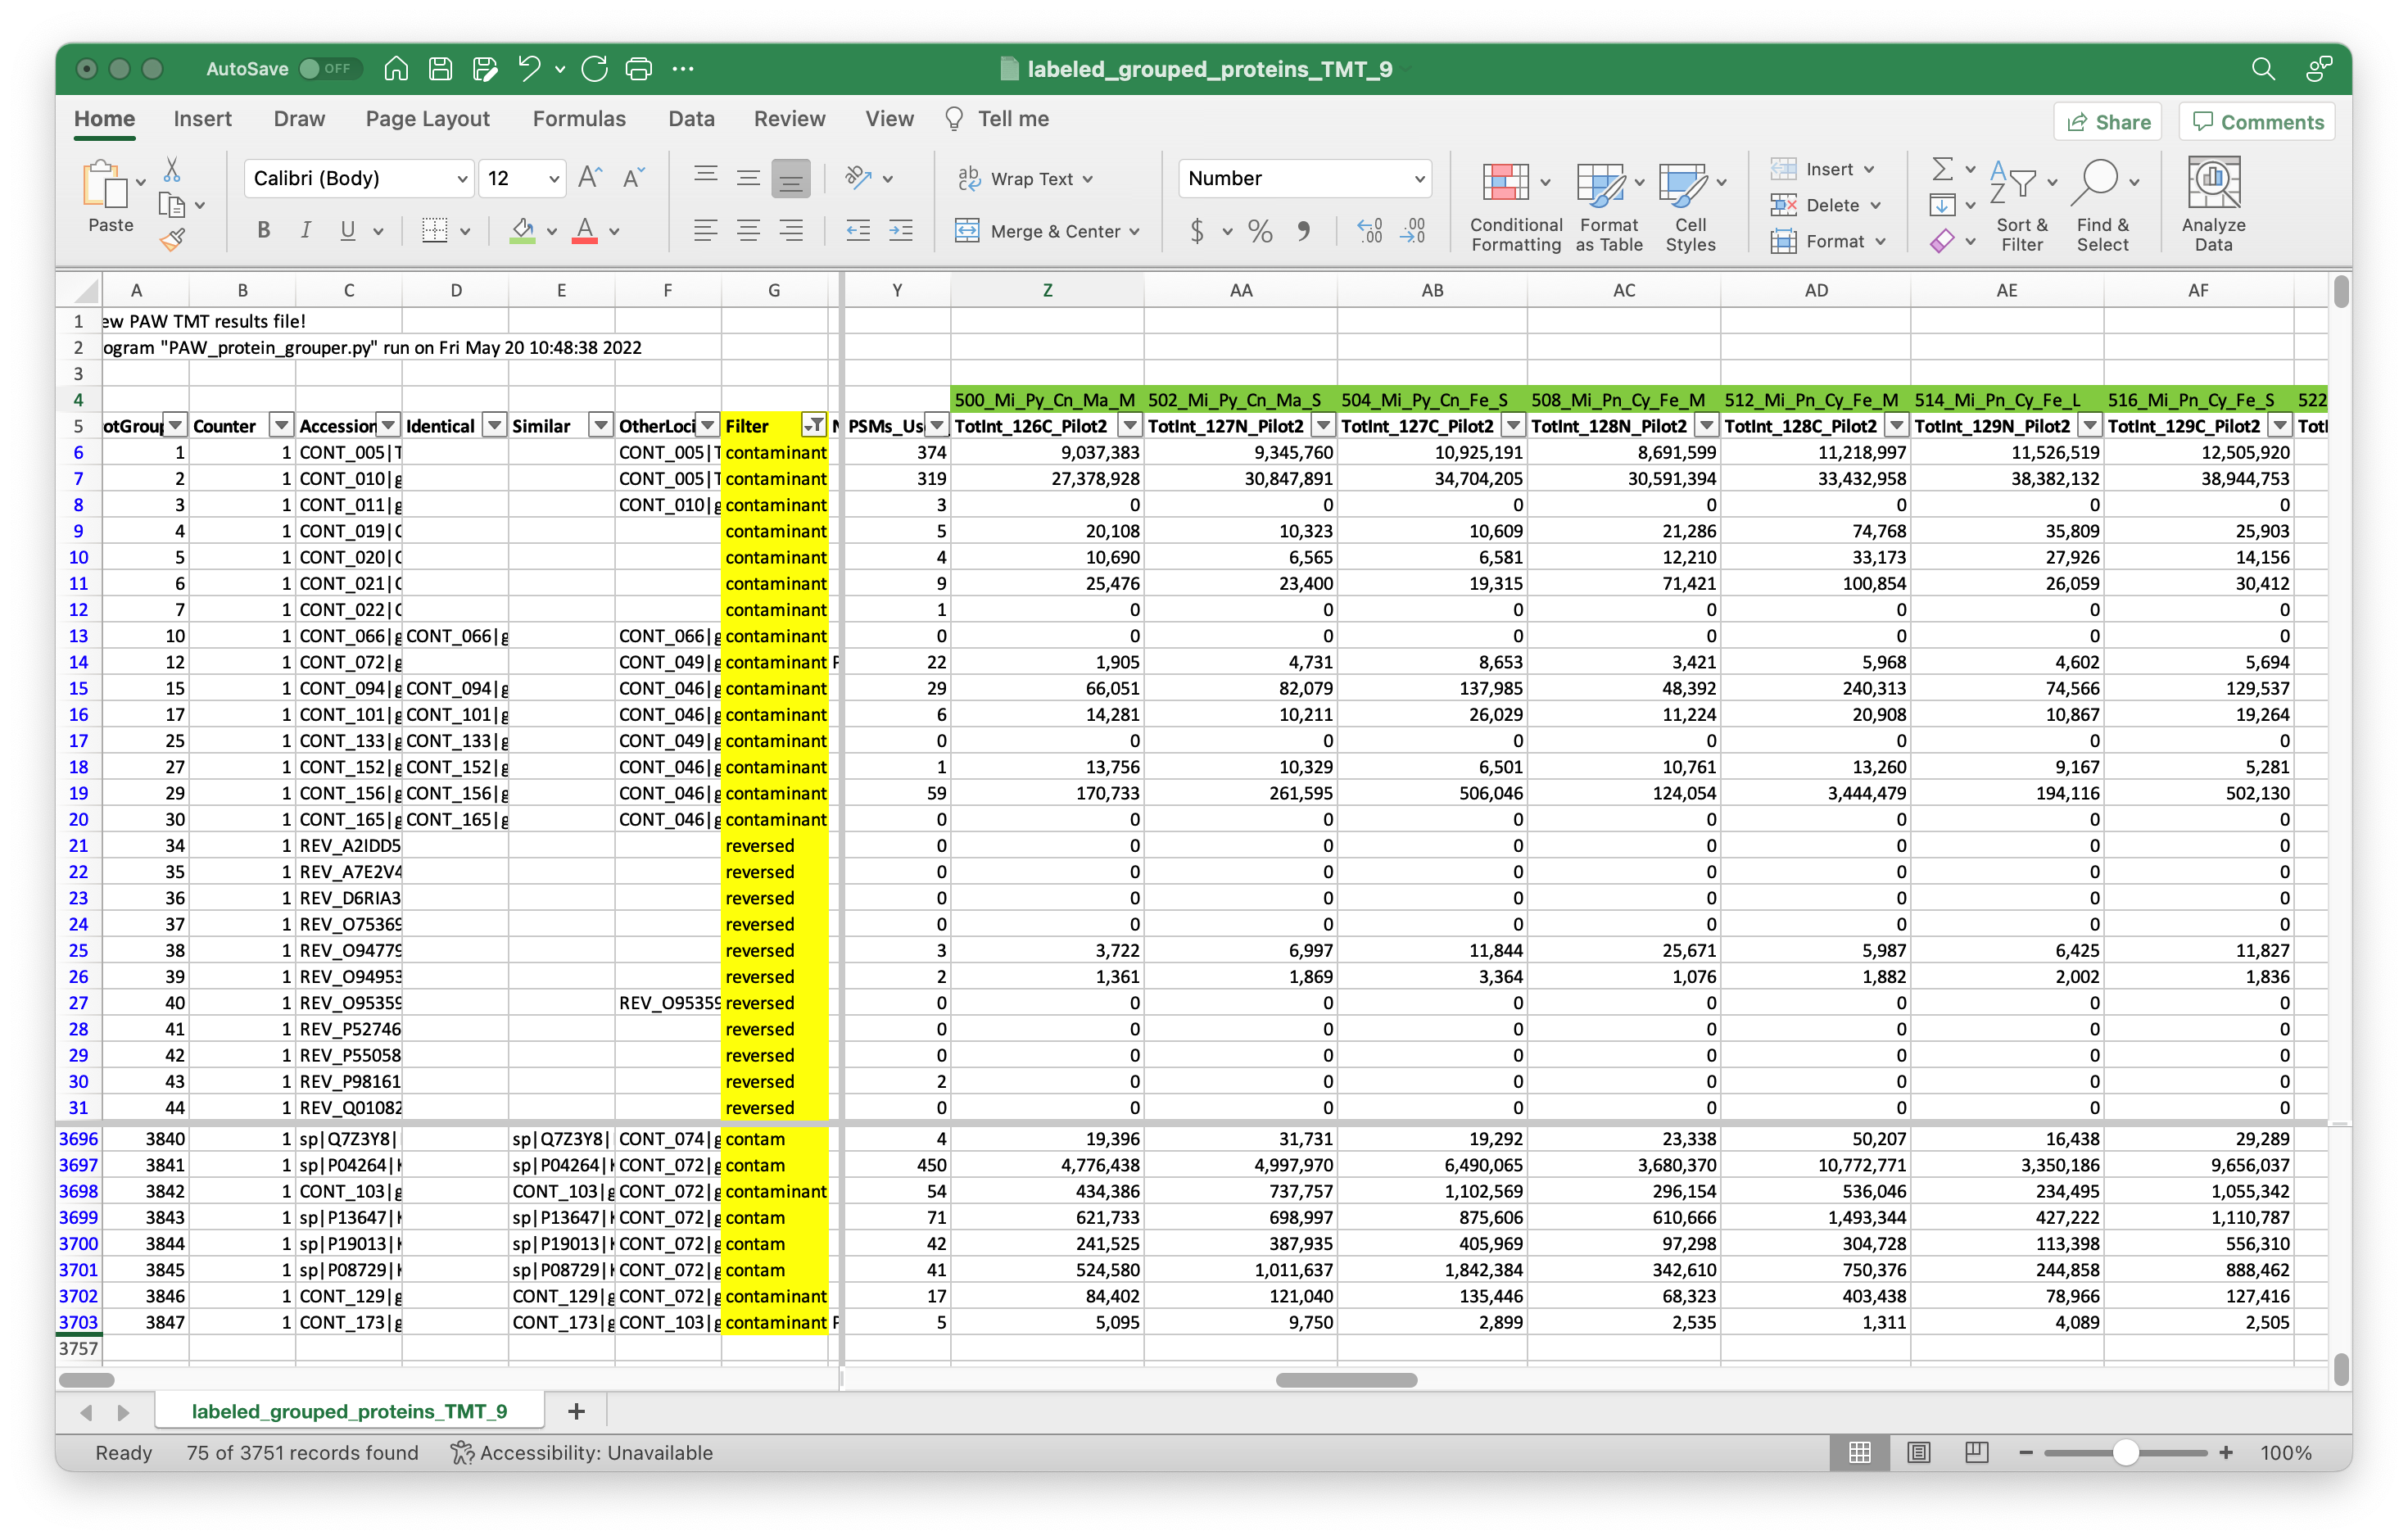 AutoSave OFF labeled_grouped_proteins_TMT_9
Home Insert Draw Page Layout Formulas Data Review View Tell me Share Comments
Calibri (Body) 12 Wrap Text Number Insert
Paste Merge & Center Conditional Formatting Format as Table Cell Styles Delete Format Sort & Filter Find & Select Analyze Data
A B C D E F G Y Z AA AB AC AD AE AF
1 ew PAW TMT results file!
2 ogram "PAW_protein_grouper.py" run on Fri May 20 10:48:38 2022
3
4 500_Mi_Py_Cn_Ma_M 502_Mi_Py_Cn_Ma_S 504_Mi_Py_Cn_Fe_S 508_Mi_Pn_Cy_Fe_M 512_Mi_Pn_Cy_Fe_M 514_Mi_Pn_Cy_Fe_L 516_Mi_Pn_Cy_Fe_S 522
5 otGroup Counter Accession Identical Similar OtherLoci Filter PSMs_Us TotInt_126C_Pilot2 TotInt_127N_Pilot2 TotInt_127C_Pilot2 TotInt_128N_Pilot2 TotInt_128C_Pilot2 TotInt_129N_Pilot2 TotInt_129C_Pilot2 TotI
6 1 1 CONT_005|T CONT_005|T contaminant 374 9,037,383 9,345,760 10,925,191 8,691,599 11,218,997 11,526,519 12,505,920
7 2 1 CONT_010|g CONT_005|T contaminant 319 27,378,928 30,847,891 34,704,205 30,591,394 33,432,958 38,382,132 38,944,753
8 3 1 CONT_011|g CONT_010|g contaminant 3 0 0 0 0 0 0 0
9 4 1 CONT_019|C contaminant 5 20,108 10,323 10,609 21,286 74,768 35,809 25,903
10 5 1 CONT_020|C contaminant 4 10,690 6,565 6,581 12,210 33,173 27,926 14,156
11 6 1 CONT_021|C contaminant 9 25,476 23,400 19,315 71,421 100,854 26,059 30,412
12 7 1 CONT_022|C contaminant 1 0 0 0 0 0 0 0
13 10 1 CONT_066|g CONT_066|g CONT_066|g contaminant 0 0 0 0 0 0 0 0
14 12 1 CONT_072|g CONT_049|g contaminant F 22 1,905 4,731 8,653 3,421 5,968 4,602 5,694
15 15 1 CONT_094|g CONT_094|g CONT_046|g contaminant 29 66,051 82,079 137,985 48,392 240,313 74,566 129,537
16 17 1 CONT_101|g CONT_101|g CONT_046|g contaminant 6 14,281 10,211 26,029 11,224 20,908 10,867 19,264
17 25 1 CONT_133|g CONT_133|g CONT_049|g contaminant 0 0 0 0 0 0 0 0
18 27 1 CONT_152|g CONT_152|g CONT_046|g contaminant 1 13,756 10,329 6,501 10,761 13,260 9,167 5,281
19 29 1 CONT_156|g CONT_156|g CONT_046|g contaminant 59 170,733 261,595 506,046 124,054 3,444,479 194,116 502,130
20 30 1 CONT_165|g CONT_165|g CONT_046|g contaminant 0 0 0 0 0 0 0 0
21 34 1 REV_A2IDD5 reversed 0 0 0 0 0 0 0 0
22 35 1 REV_A7E2V4 reversed 0 0 0 0 0 0 0 0
23 36 1 REV_D6RIA3 reversed 0 0 0 0 0 0 0 0
24 37 1 REV_O75369 reversed 0 0 0 0 0 0 0 0
25 38 1 REV_O94779 reversed 3 3,722 6,997 11,844 25,671 5,987 6,425 11,827
26 39 1 REV_O94953 reversed 2 1,361 1,869 3,364 1,076 1,882 2,002 1,836
27 40 1 REV_O95359 REV_O95359 reversed 0 0 0 0 0 0 0 0
28 41 1 REV_P52746 reversed 0 0 0 0 0 0 0 0
29 42 1 REV_P55058 reversed 0 0 0 0 0 0 0 0
30 43 1 REV_P98161 reversed 2 0 0 0 0 0 0 0
31 44 1 REV_Q01082 reversed 0 0 0 0 0 0 0 0
3696 3840 1 sp|Q7Z3Y8| sp|Q7Z3Y8| CONT_074|g contam 4 19,396 31,731 19,292 23,338 50,207 16,438 29,289
3697 3841 1 sp|P04264|K sp|P04264|K CONT_072|g contam 450 4,776,438 4,997,970 6,490,065 3,680,370 10,772,771 3,350,186 9,656,037
3698 3842 1 CONT_103|g CONT_103|g CONT_072|g contaminant 54 434,386 737,757 1,102,569 296,154 536,046 234,495 1,055,342
3699 3843 1 sp|P13647|K sp|P13647|K CONT_072|g contam 71 621,733 698,997 875,606 610,666 1,493,344 427,222 1,110,787
3700 3844 1 sp|P19013|K sp|P19013|K CONT_072|g contam 42 241,525 387,935 405,969 97,298 304,728 113,398 556,310
3701 3845 1 sp|P08729|K sp|P08729|K CONT_072|g contam 41 524,580 1,011,637 1,842,384 342,610 750,376 244,858 888,462
3702 3846 1 CONT_129|g CONT_129|g CONT_072|g contaminant 17 84,402 121,040 135,446 68,323 403,438 78,966 127,416
3703 3847 1 CONT_173|g CONT_173|g CONT_103|g contaminant F 5 5,095 9,750 2,899 2,535 1,311 4,089 2,505
3757
labeled_grouped_proteins_TMT_9
Ready 75 of 3751 records found Accessibility: Unavailable 100%